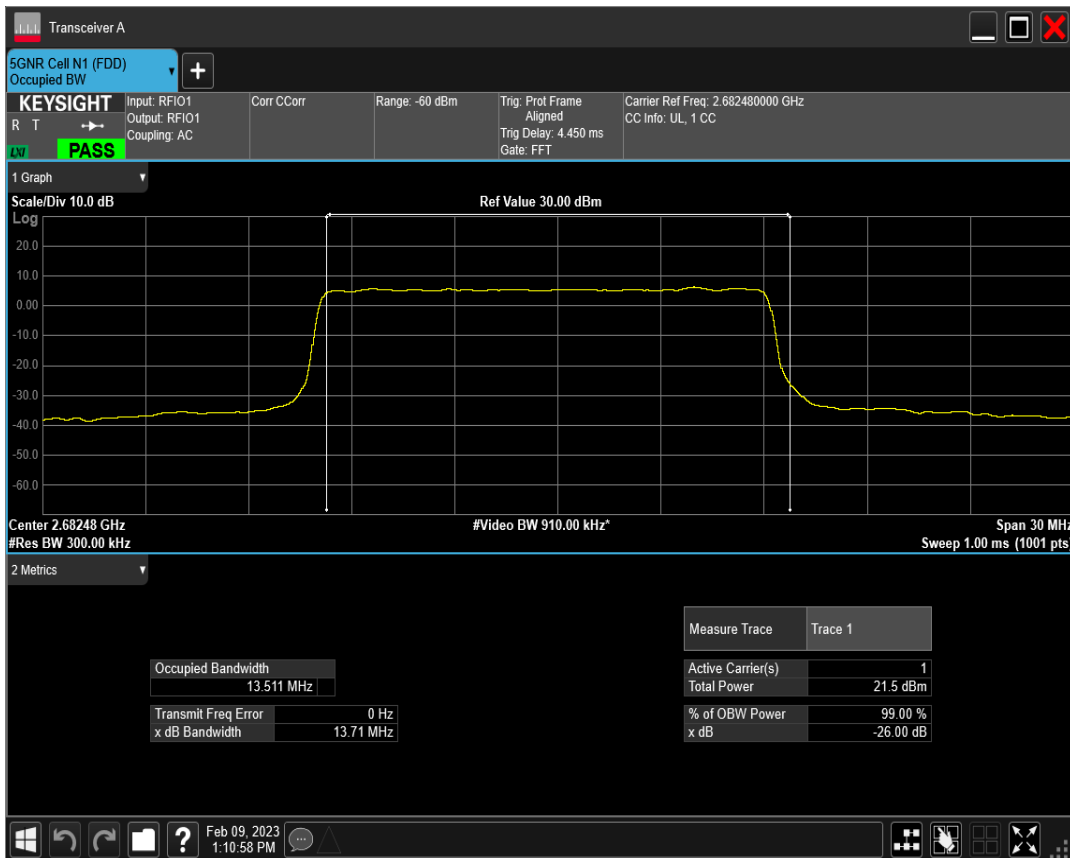 Transceiver A
5GNR Cell N1 (FDD)
Occupied BW
+
KEYSIGHT
R T
LXI
PASS
Input: RFIO1
Output: RFIO1
Coupling: AC
Corr CCorr
Range: -60 dBm
Trig: Prot Frame
Aligned
Trig Delay: 4.450 ms
Gate: FFT
Carrier Ref Freq: 2.682480000 GHz
CC Info: UL, 1 CC
1 Graph
Scale/Div 10.0 dB
Ref Value 30.00 dBm
Log
20.0
10.0
0.00
-10.0
-20.0
-30.0
-40.0
-50.0
-60.0
Center 2.68248 GHz
#Video BW 910.00 kHz*
Span 30 MHz
#Res BW 300.00 kHz
Sweep 1.00 ms (1001 pts)
2 Metrics
Measure Trace Trace 1
Occupied Bandwidth
13.511 MHz
Active Carrier(s) 1
Total Power 21.5 dBm
Transmit Freq Error 0 Hz
x dB Bandwidth 13.71 MHz
% of OBW Power 99.00 %
x dB -26.00 dB
?
Feb 09, 2023
1:10:58 PM